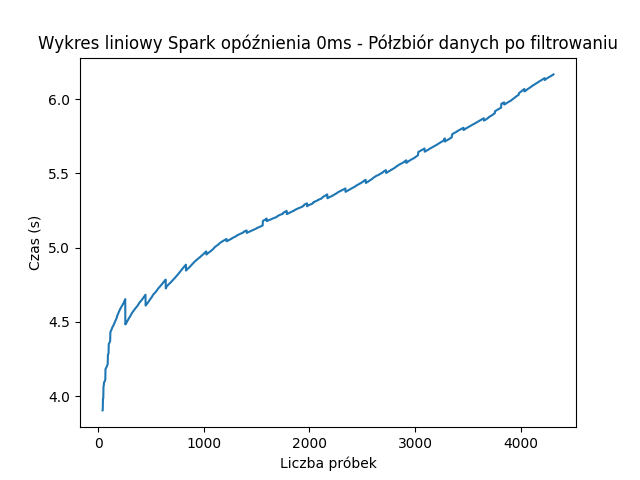 Wykres liniowy Spark opóźnienia 0ms - Półzbiór danych po filtrowaniu
Czas (s)
6.0
5.5
5.0
4.5
4.0
0 1000 2000 3000 4000
Liczba próbek